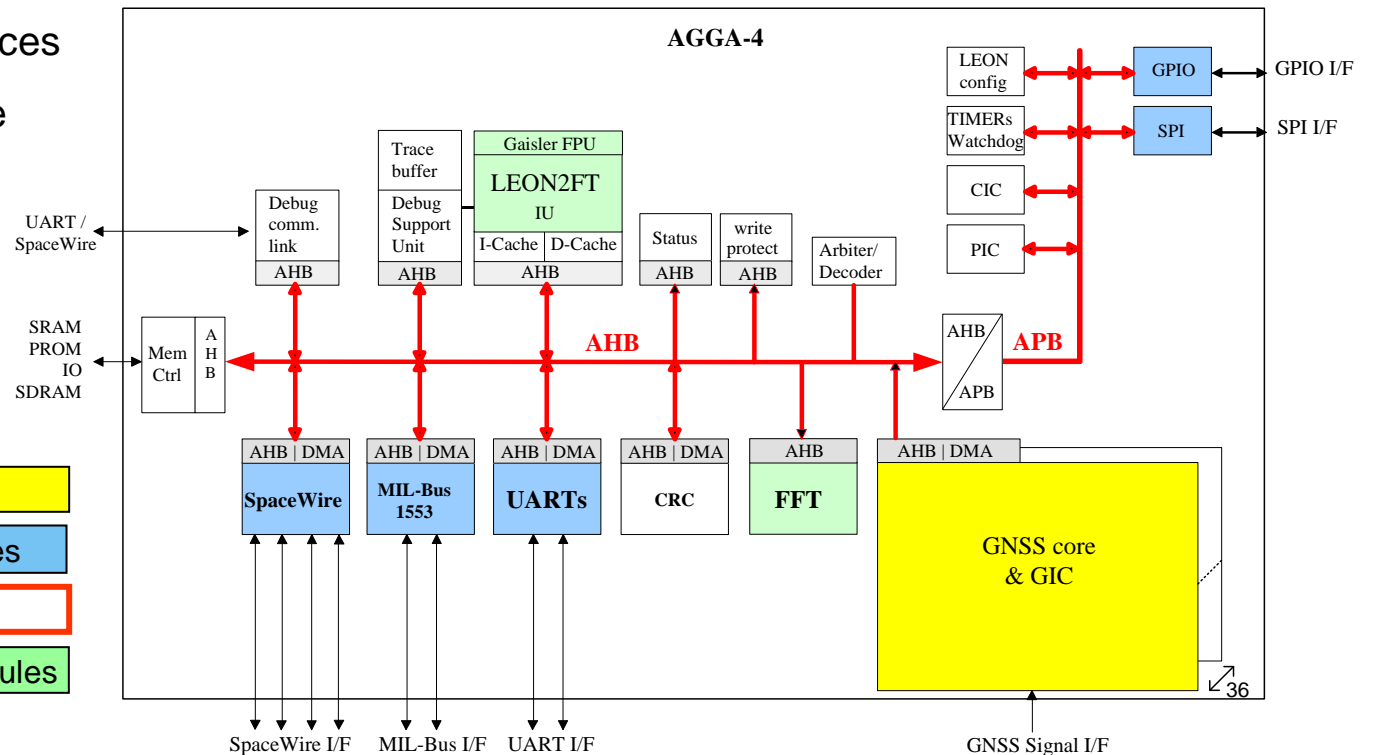 ces
e
AGGA-4
LEON
config
GPIO
GPIO I/F
TIMERs
Watchdog
SPI
SPI I/F
CIC
PIC
Trace
buffer
Debug
Support
Unit
AHB
Gaisler FPU
LEON2FT
IU
I-Cache
D-Cache
AHB
Debug
comm.
link
AHB
UART /
SpaceWire
Status
AHB
write
protect
AHB
Arbiter/
Decoder
SRAM
PROM
IO
SDRAM
Mem
Ctrl
A
H
B
AHB
AHB
APB
APB
AHB | DMA
SpaceWire
AHB | DMA
MIL-Bus
1553
AHB | DMA
UARTs
AHB | DMA
CRC
AHB
FFT
AHB | DMA
GNSS core
& GIC
36
es
ules
SpaceWire I/F
MIL-Bus I/F
UART I/F
GNSS Signal I/F